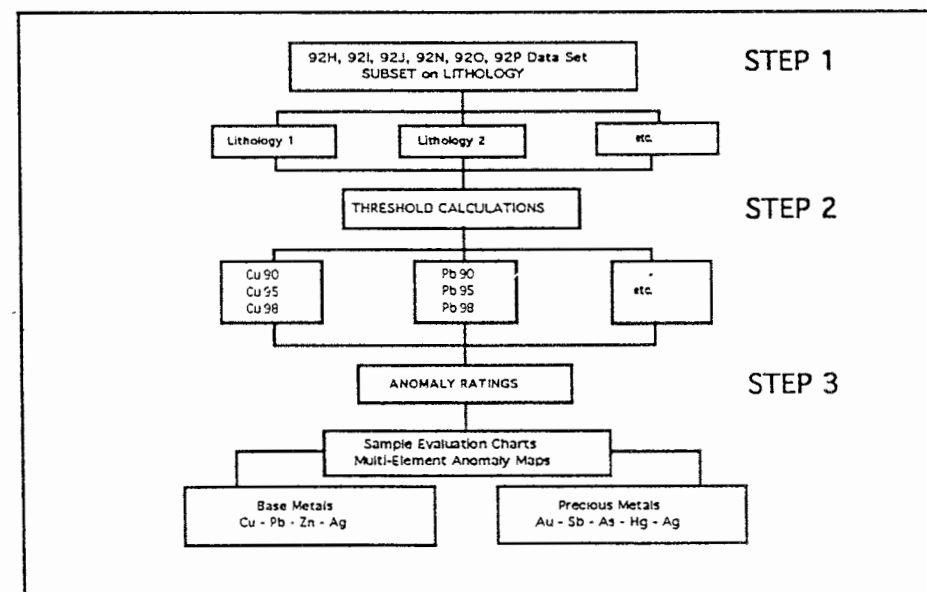 92H, 92I, 92J, 92N, 92O, 92P Data Set
SUBSET on LITHOLOGY
STEP 1
Lithology 1
Lithology 2
etc.
THRESHOLD CALCULATIONS
STEP 2
Cu 90
Cu 95
Cu 98
Pb 90
Pb 95
Pb 98
etc.
ANOMALY RATINGS
STEP 3
Sample Evaluation Charts
Multi-Element Anomaly Maps
Base Metals
Cu - Pb - Zn - Ag
Precious Metals
Au - Sb - As - Hg - Ag